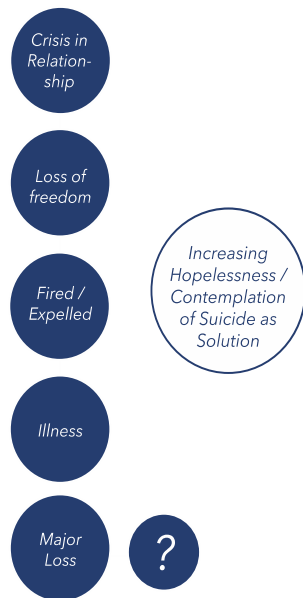 Crisis in
Relation-
ship
Loss of
freedom
Fired /
Expelled
Increasing
Hopelessness /
Contemplation
of Suicide as
Solution
Illness
Major
Loss
?